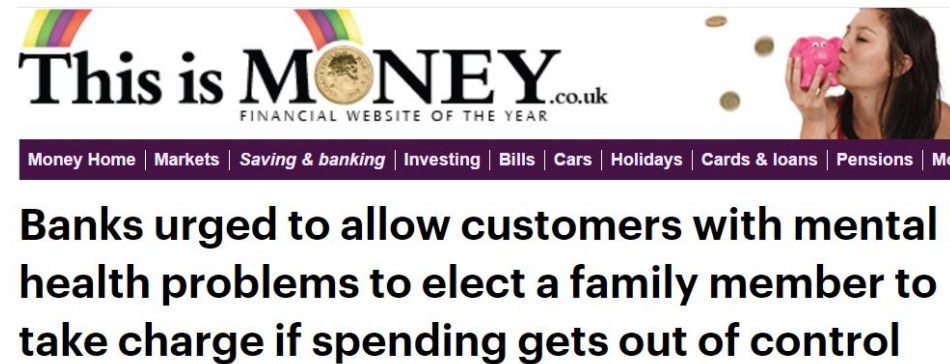 This is MONEY.co.uk
FINANCIAL WEBSITE OF THE YEAR
Money Home | Markets | Saving & banking | Investing | Bills | Cars | Holidays | Cards & loans | Pensions |
Banks urged to allow customers with mental
health problems to elect a family member to
take charge if spending gets out of control